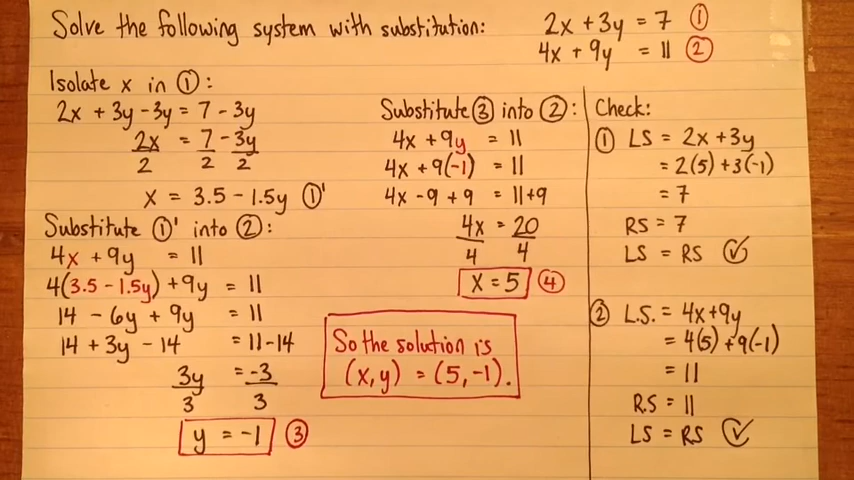 Solve the following system with substitution: 2x + 3y = 7 ①
4x + 9y = 11 ②
Isolate x in ①:
2x + 3y - 3y = 7 - 3y
2x = 7 - 3y
2 2 2
x = 3.5 - 1.5y ①'
Substitute ①' into ②:
4x + 9y = 11
4(3.5 - 1.5y) + 9y = 11
14 - 6y + 9y = 11
14 + 3y - 14 = 11 - 14
3y = -3
3 3
y = -1 ③
Substitute ③ into ②:
4x + 9y = 11
4x + 9(-1) = 11
4x - 9 + 9 = 11 + 9
4x = 20
4 4
x = 5 ④
So the solution is
(x, y) = (5, -1).
Check:
① LS = 2x + 3y
= 2(5) + 3(-1)
= 7
RS = 7
LS = RS ✓
② L.S. = 4x + 9y
= 4(5) + 9(-1)
= 11
R.S = 11
LS = RS ✓